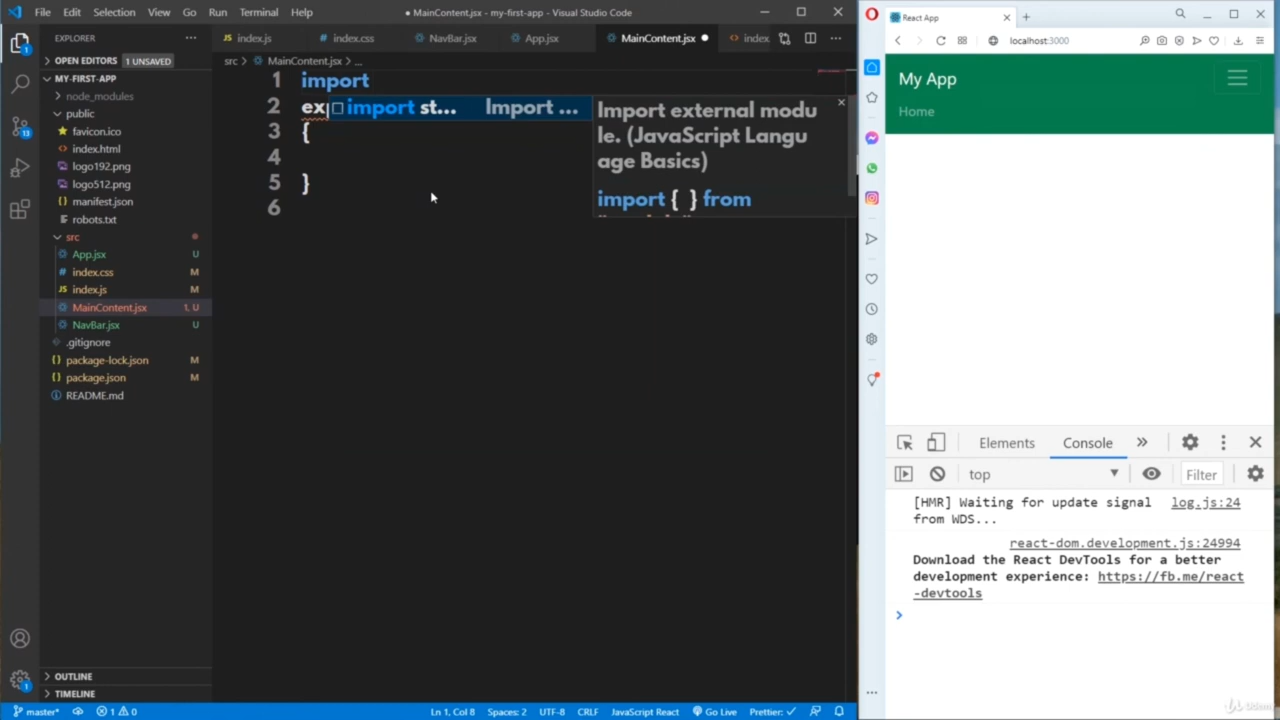 File Edit Selection View Go Run Terminal Help
● MainContent.jsx - my-first-app - Visual Studio Code
EXPLORER
OPEN EDITORS 1 UNSAVED
MY-FIRST-APP
node_modules
public
favicon.ico
index.html
logo192.png
logo512.png
manifest.json
robots.txt
src
App.jsx U
index.css M
index.js M
MainContent.jsx 1, U
NavBar.jsx U
.gitignore
package-lock.json M
package.json M
README.md
OUTLINE
TIMELINE
1
13
1
index.js index.css NavBar.jsx App.jsx MainContent.jsx ● index
src > MainContent.jsx > ...
1 import
2 ex
3 {
4
5 }
6
import st... Import ...
Import external modu
le. (JavaScript Langu
age Basics)
import { } from
master* 1 0 Ln 1, Col 8 Spaces: 2 UTF-8 CRLF JavaScript React Go Live Prettier: ✓
React App
localhost:3000
My App
Home
Elements Console »
top Filter
[HMR] Waiting for update signal log.js:24
from WDS...
react-dom.development.js:24994
Download the React DevTools for a better
development experience: https://fb.me/react
-devtools
>
Udemy